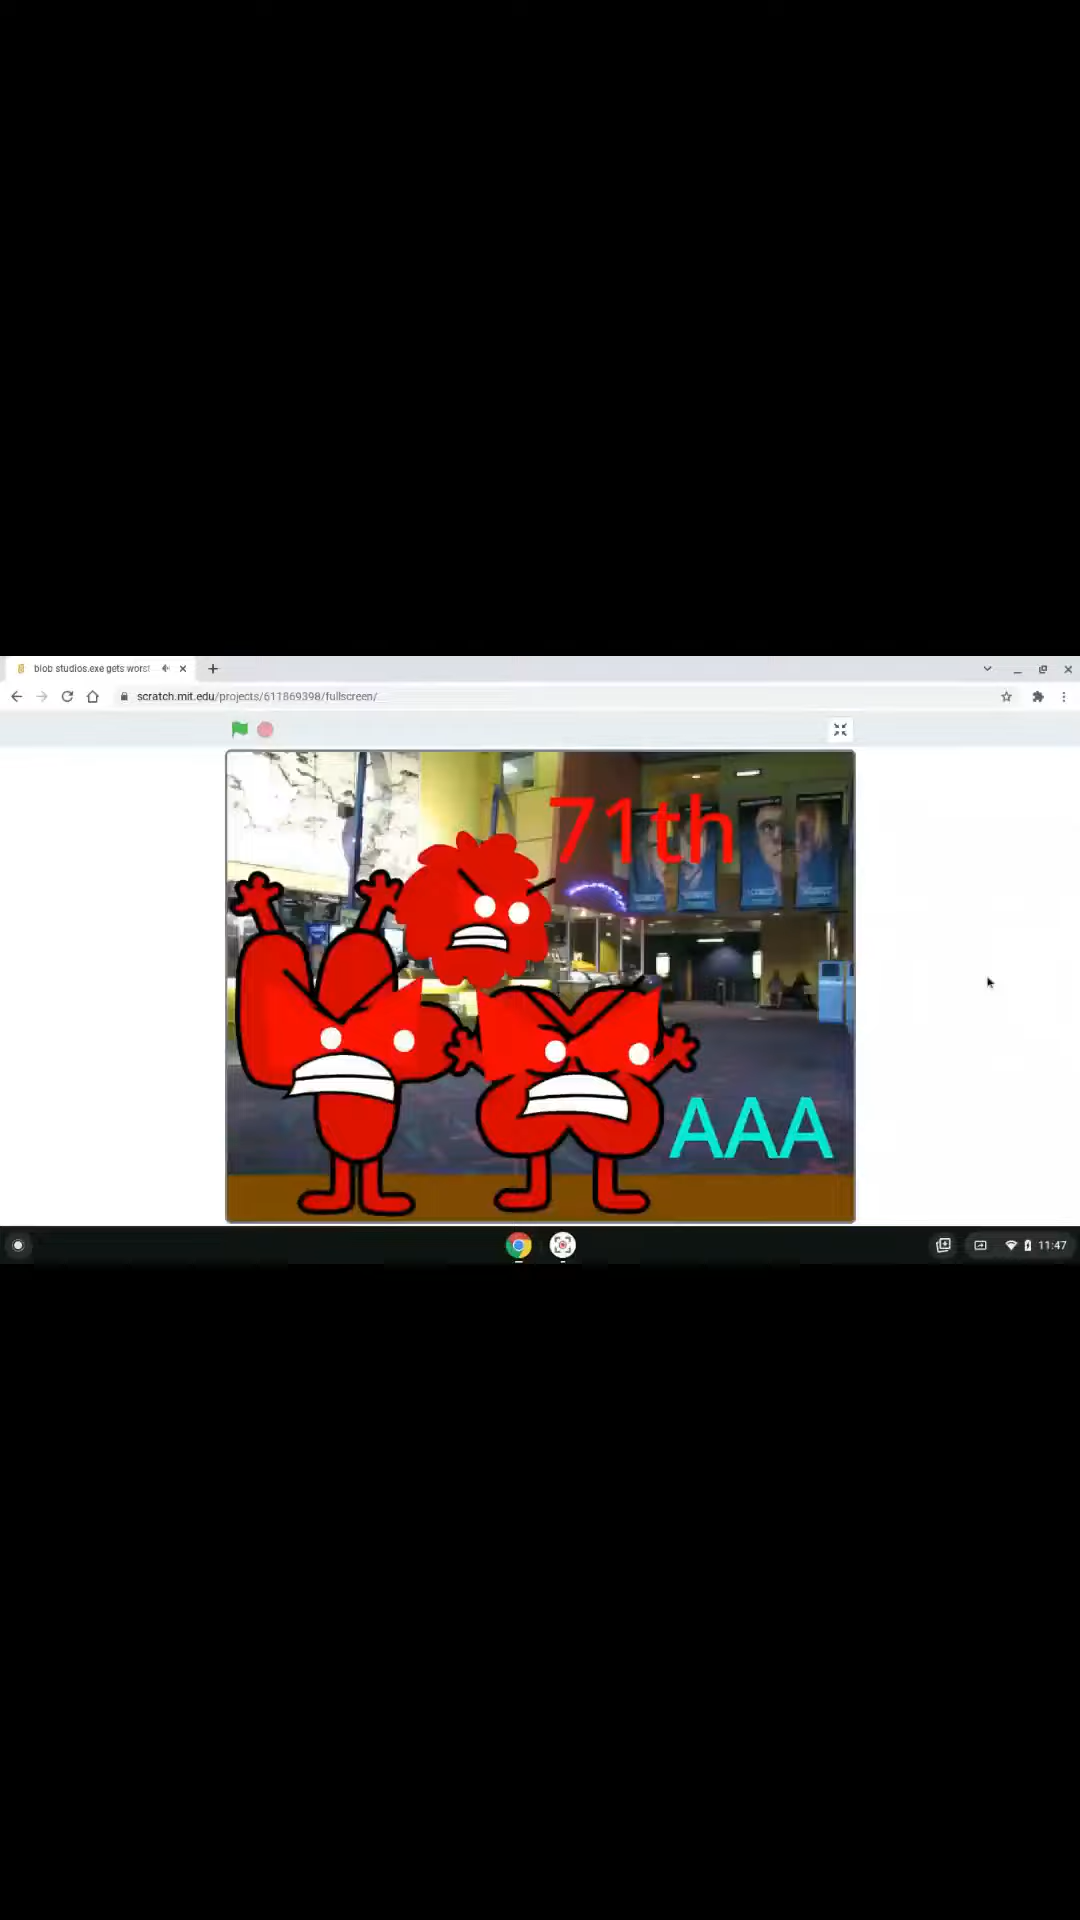 blob studios.exe gets worst
scratch.mit.edu/projects/611869398/fullscreen/
71th
AAA
11:47